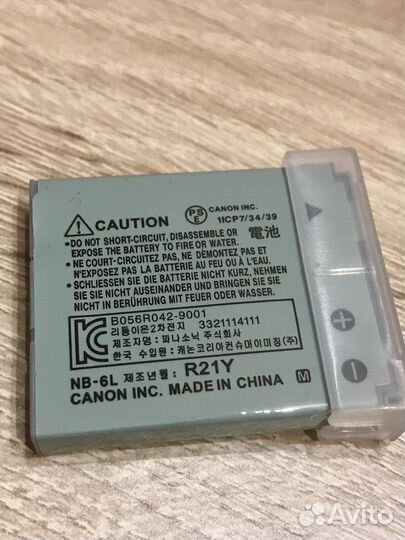 ⚠CAUTION
PS
E
CANON INC.
1ICP7/34/39
電池
●DO NOT SHORT-CIRCUIT, DISASSEMBLE OR
EXPOSE THE BATTERY TO FIRE OR WATER.
●NE COURT-CIRCUITEZ PAS, DÉMONTEZ PAS,
ET N'EXPOSEZ PAS LA BATTERIE AU FEU.
●SCHLIESSEN SIE DIE BATTERIEN NICHT KURZ, NEHMEN
SIE SIE NICHT AUSEINANDER UND BRINGEN SIE SIE NICHT
IN BERÜHRUNG MIT FEUER ODER WASSER.
B056R042-9001
리튬이온2차전지 3321114111
제조자 : 파나소닉 주식회사
한국 수입원 : 캐논코리아컨슈머이미징(주)
NB-6L 제조년월: R21Y
CANON INC. MADE IN CHINA M
Avito